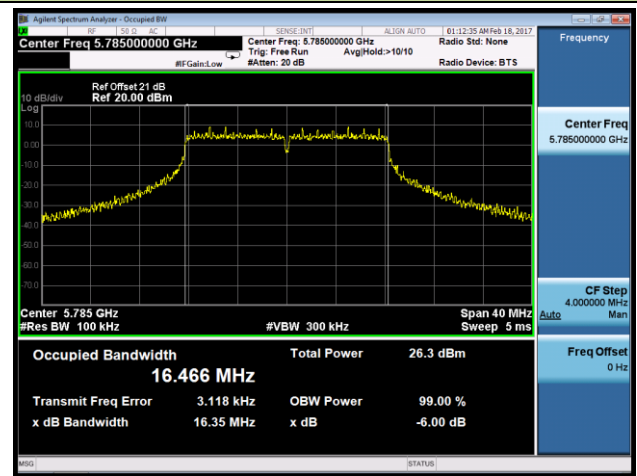 Agilent Spectrum Analyzer - Occupied BW
RF 50 Ω AC SENSE:INT ALIGN AUTO 01:12:35 AM Feb 18, 2017
Center Freq 5.785000000 GHz
Center Freq: 5.785000000 GHz Radio Std: None
Trig: Free Run Avg|Hold:>10/10
#IFGain:Low #Atten: 20 dB Radio Device: BTS
Ref Offset 21 dB
10 dB/div Ref 20.00 dBm
Log
10.0
0.00
-10.0
-20.0
-30.0
-40.0
-50.0
-60.0
-70.0
Center 5.785 GHz Span 40 MHz
#Res BW 100 kHz #VBW 300 kHz Sweep 5 ms
Occupied Bandwidth Total Power 26.3 dBm
16.466 MHz
Transmit Freq Error 3.118 kHz OBW Power 99.00 %
x dB Bandwidth 16.35 MHz x dB -6.00 dB
MSG STATUS
Frequency
Center Freq
5.785000000 GHz
CF Step
4.000000 MHz
Auto Man
Freq Offset
0 Hz